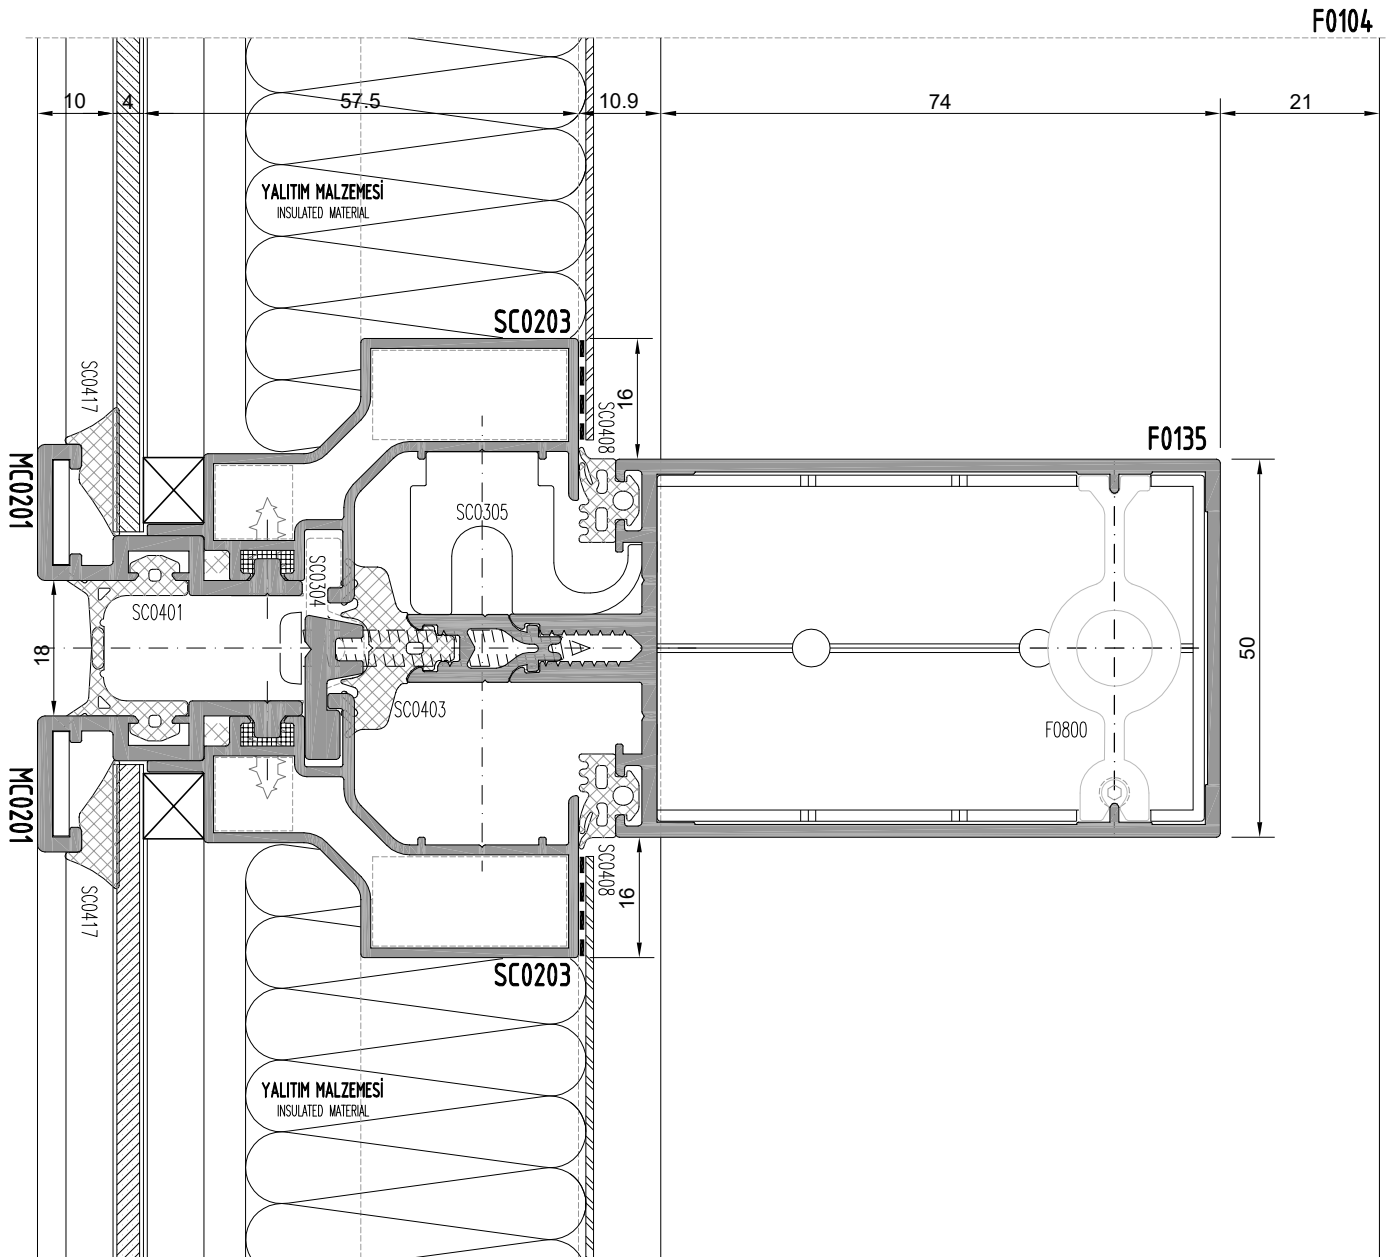 F0104
10
4
57.5
10.9
74
21
YALITIM MALZEMESİ
INSULATED MATERIAL
SC0203
SC0417
16
SC0408
F0135
MC0201
SC0305
SC0304
SC0401
18
50
SC0403
F0800
MC0201
SC0408
SC0417
16
SC0203
YALITIM MALZEMESİ
INSULATED MATERIAL